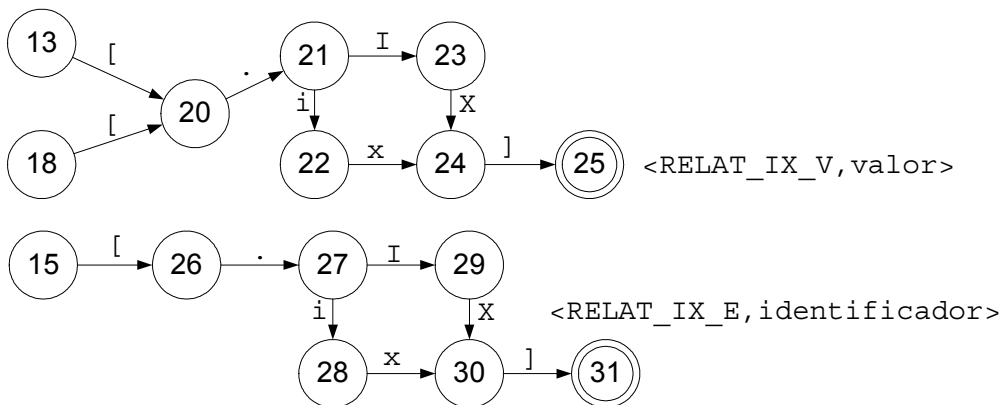 13 [ 21 I 23
. 20 i X
18 [ 22 x 24 ] 25 <RELAT_IX_V,valor>
15 [ 26 . 27 I 29
i X <RELAT_IX_E,identificador>
28 x 30 ] 31